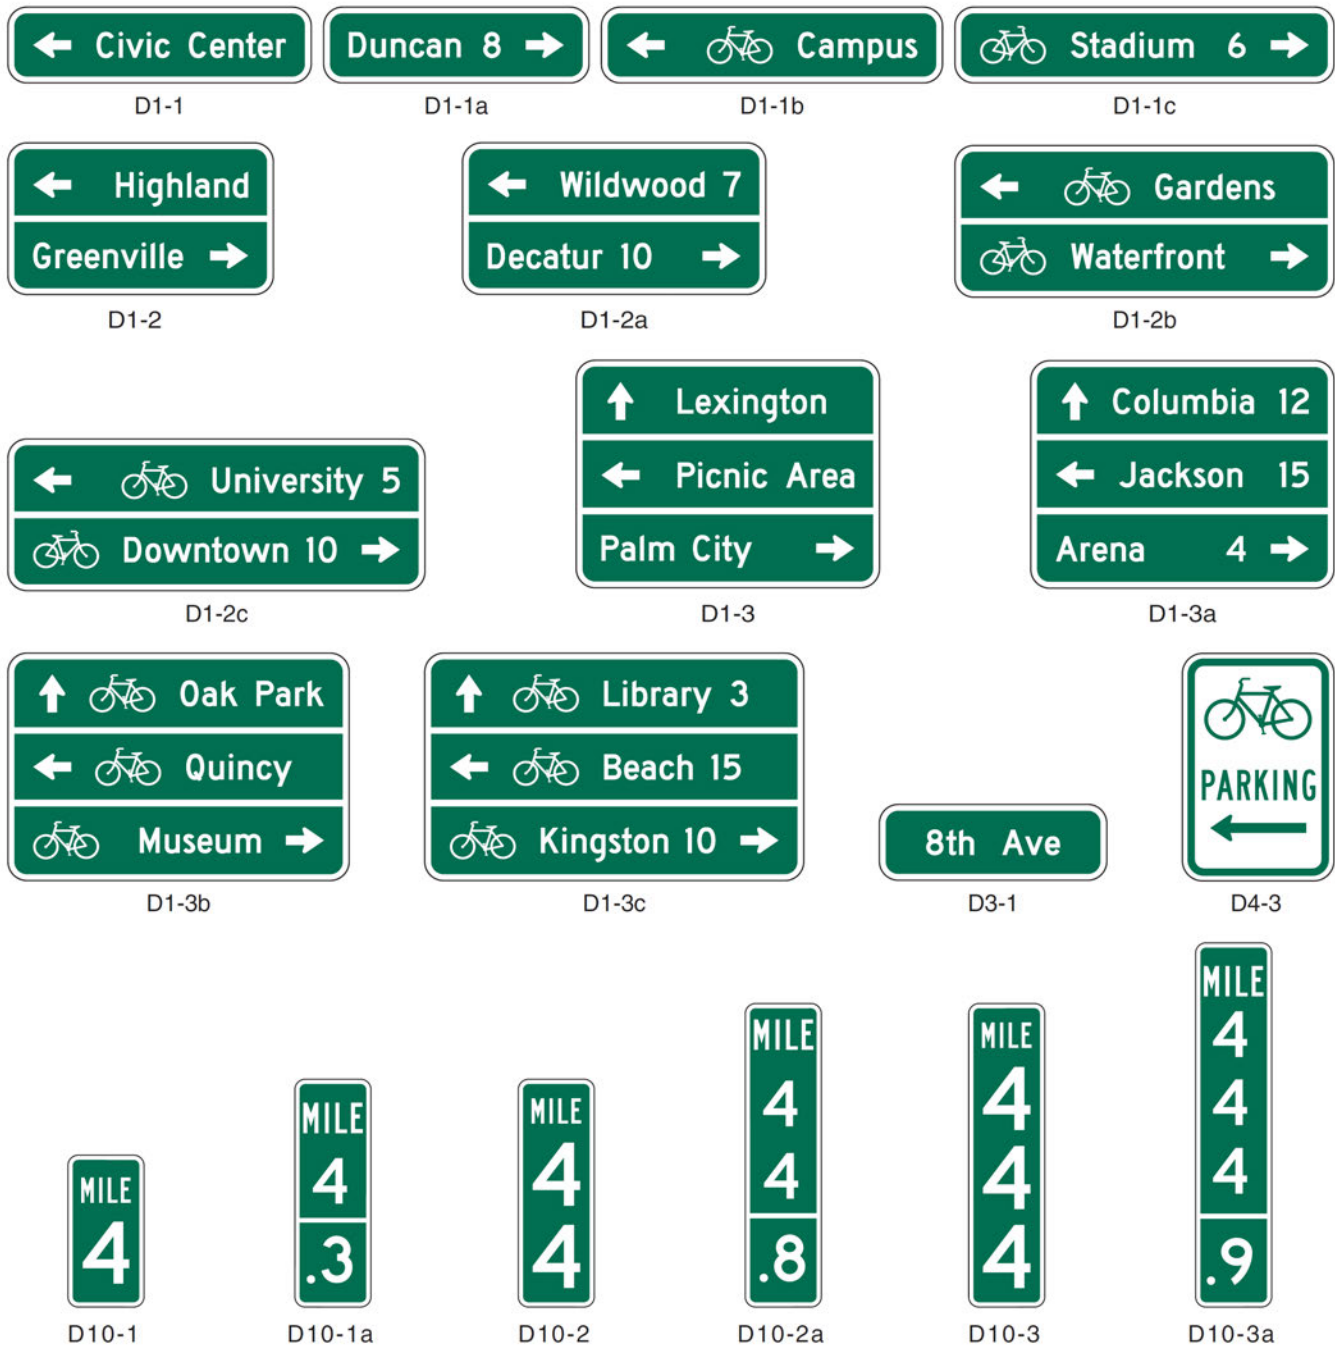 Civic Center
Duncan 8
Campus
Stadium 6
D1-1
D1-1a
D1-1b
D1-1c
Highland
Greenville
D1-2
Wildwood 7
Decatur 10
D1-2a
Gardens
Waterfront
D1-2b
University 5
Downtown 10
D1-2c
Lexington
Picnic Area
Palm City
D1-3
Columbia 12
Jackson 15
Arena 4
D1-3a
Oak Park
Quincy
Museum
D1-3b
Library 3
Beach 15
Kingston 10
D1-3c
8th Ave
D3-1
PARKING
D4-3
MILE
4
D10-1
MILE
4
.3
D10-1a
MILE
4
4
D10-2
MILE
4
4
.8
D10-2a
MILE
4
4
4
D10-3
MILE
4
4
4
.9
D10-3a